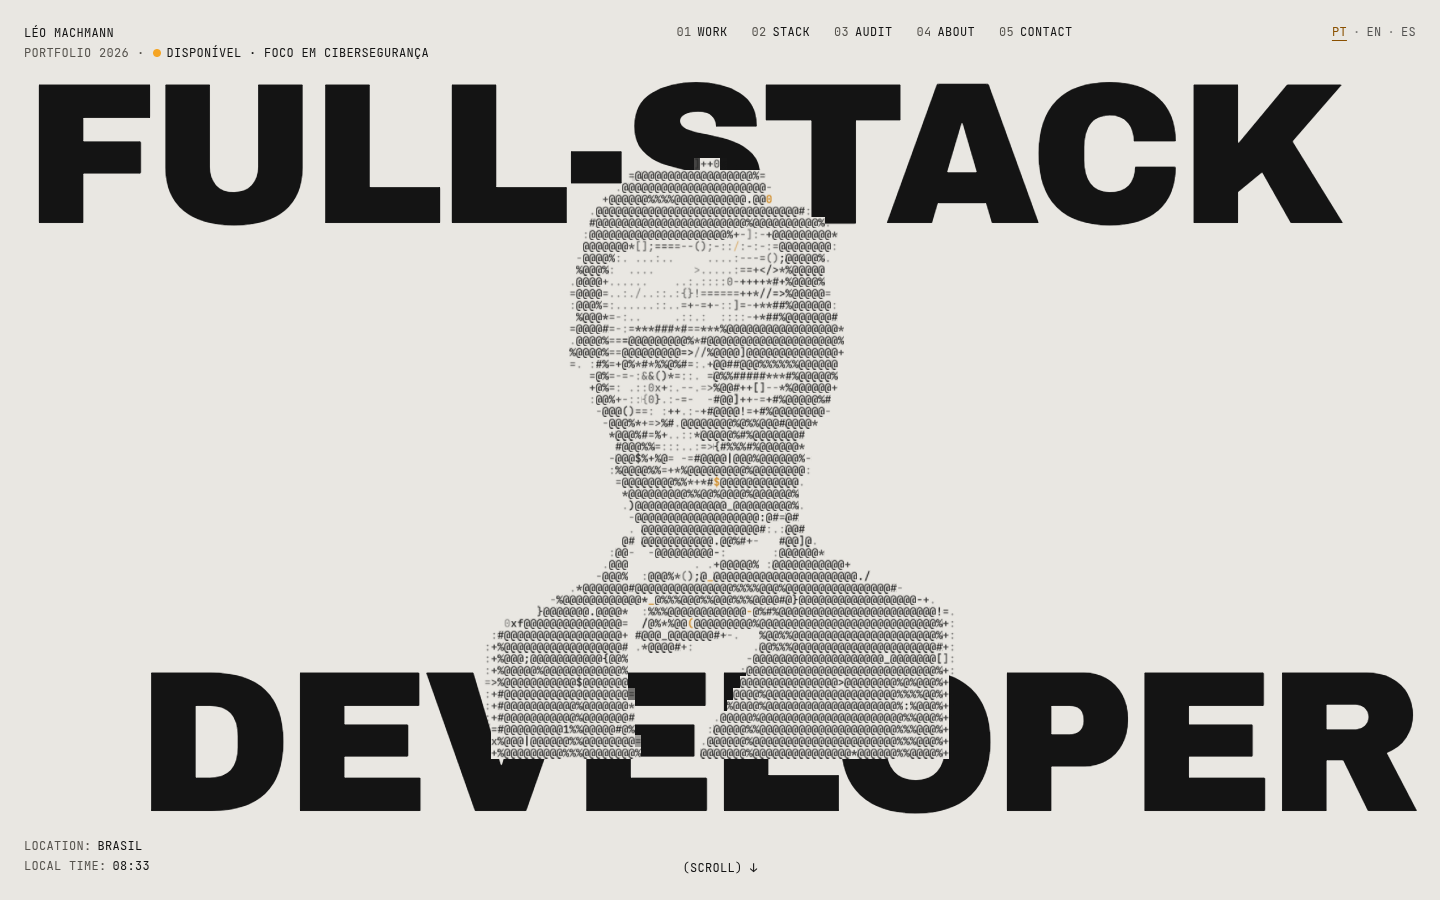 LÉO MACHMANN
PORTFOLIO 2026 · DISPONÍVEL · FOCO EM CIBERSEGURANÇA
01 WORK 02 STACK 03 AUDIT 04 ABOUT 05 CONTACT
PT · EN · ES
FULL-STACK
DEVELOPER
LOCATION: BRASIL
LOCAL TIME: 08:33
(SCROLL) ↓